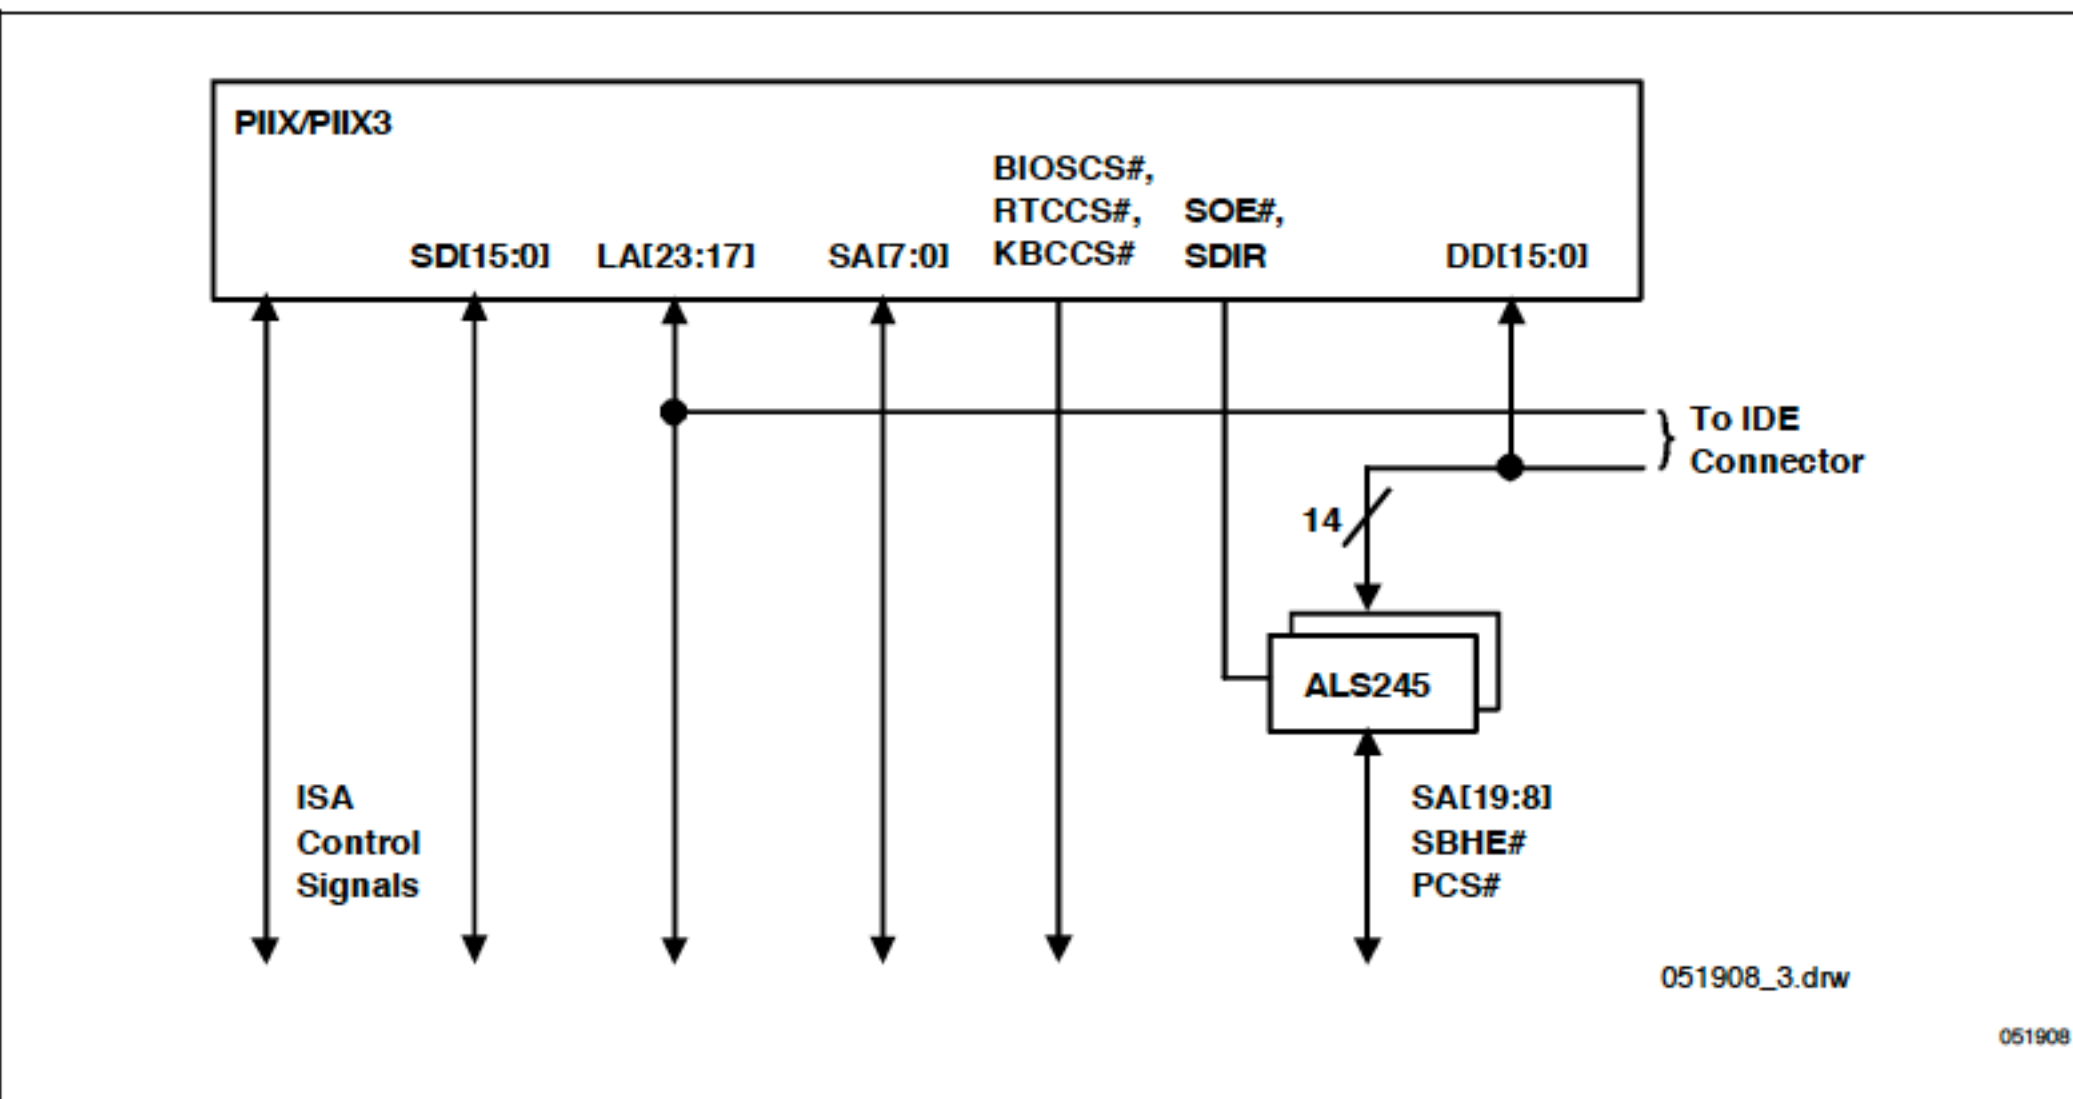 PIIX/PIIX3
BIOSCS#,
RTCCS#, SOE#,
SD[15:0] LA[23:17] SA[7:0] KBCCS# SDIR DD[15:0]
To IDE
Connector
14
ALS245
ISA
Control
Signals
SA[19:8]
SBHE#
PCS#
051908_3.drw
051908